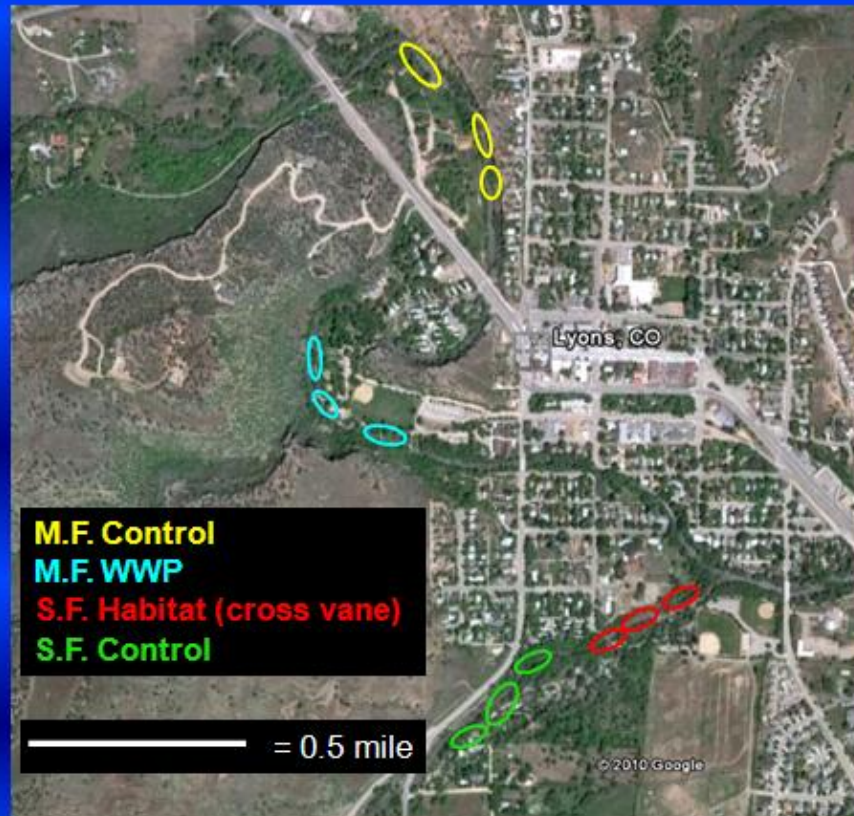 Lyons, CO
M.F. Control
M.F. WWP
S.F. Habitat (cross vane)
S.F. Control
= 0.5 mile
© 2010 Google